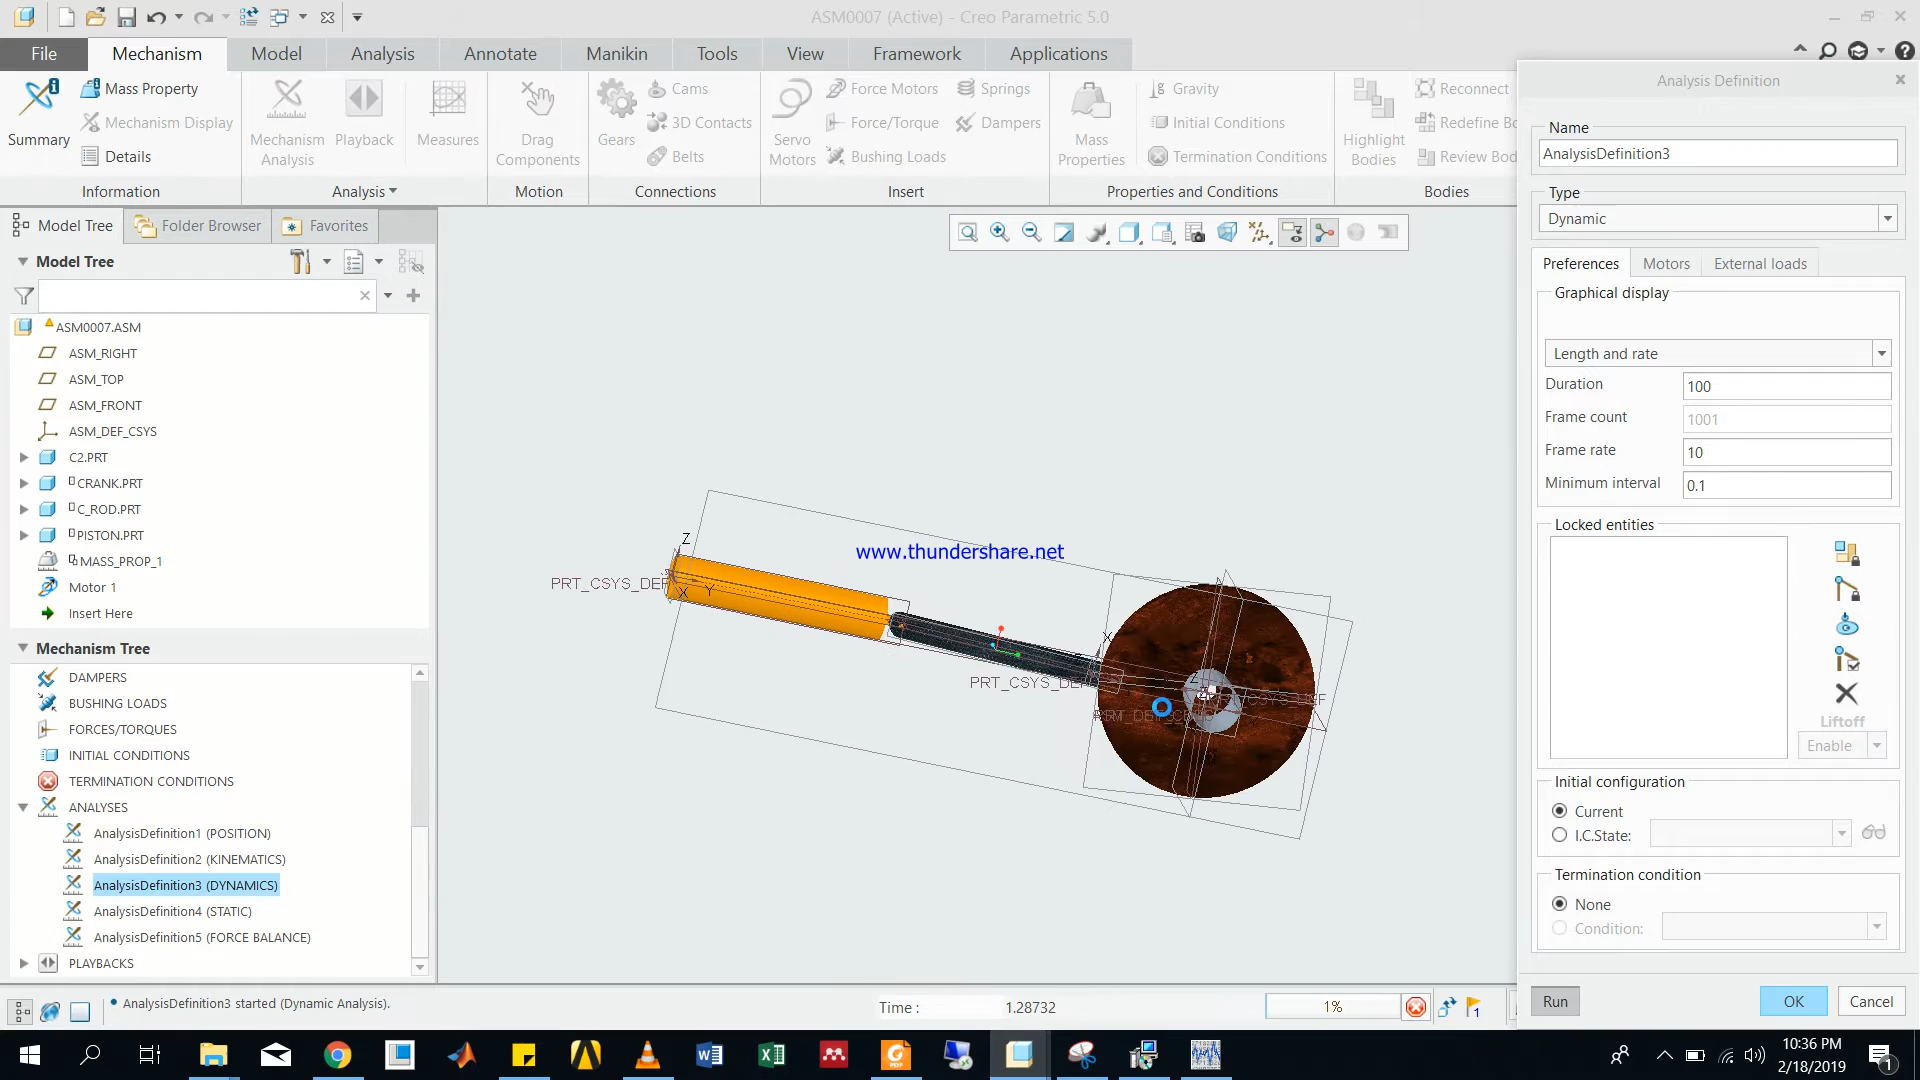 ASM0007 (Active) - Creo Parametric 5.0
File
Mechanism
Model
Analysis
Annotate
Manikin
Tools
View
Framework
Applications
Summary
Mass Property
Mechanism Display
Details
Information
Mechanism
Analysis
Playback
Measures
Analysis
Drag
Components
Motion
Gears
Cams
3D Contacts
Belts
Connections
Servo
Motors
Force Motors
Force/Torque
Bushing Loads
Springs
Dampers
Insert
Mass
Properties
Gravity
Initial Conditions
Termination Conditions
Properties and Conditions
Highlight
Bodies
Reconnect
Redefine Bo
Review Bod
Bodies
Model Tree
Folder Browser
Favorites
Model Tree
ASM0007.ASM
ASM_RIGHT
ASM_TOP
ASM_FRONT
ASM_DEF_CSYS
C2.PRT
CRANK.PRT
C_ROD.PRT
PISTON.PRT
MASS_PROP_1
Motor 1
Insert Here
Mechanism Tree
DAMPERS
BUSHING LOADS
FORCES/TORQUES
INITIAL CONDITIONS
TERMINATION CONDITIONS
ANALYSES
AnalysisDefinition1 (POSITION)
AnalysisDefinition2 (KINEMATICS)
AnalysisDefinition3 (DYNAMICS)
AnalysisDefinition4 (STATIC)
AnalysisDefinition5 (FORCE BALANCE)
PLAYBACKS
www.thundershare.net
Z
PRT_CSYS_DEF
X
Y
X
PRT_CSYS_DEF
Z
AnalysisDefinition3 started (Dynamic Analysis).
Time :
1.28732
1%
1
Analysis Definition
Name
AnalysisDefinition3
Type
Dynamic
Preferences
Motors
External loads
Graphical display
Length and rate
Duration
100
Frame count
1001
Frame rate
10
Minimum interval
0.1
Locked entities
Liftoff
Enable
Initial configuration
Current
I.C.State:
Termination condition
None
Condition:
Run
OK
Cancel
10:36 PM
2/18/2019
1